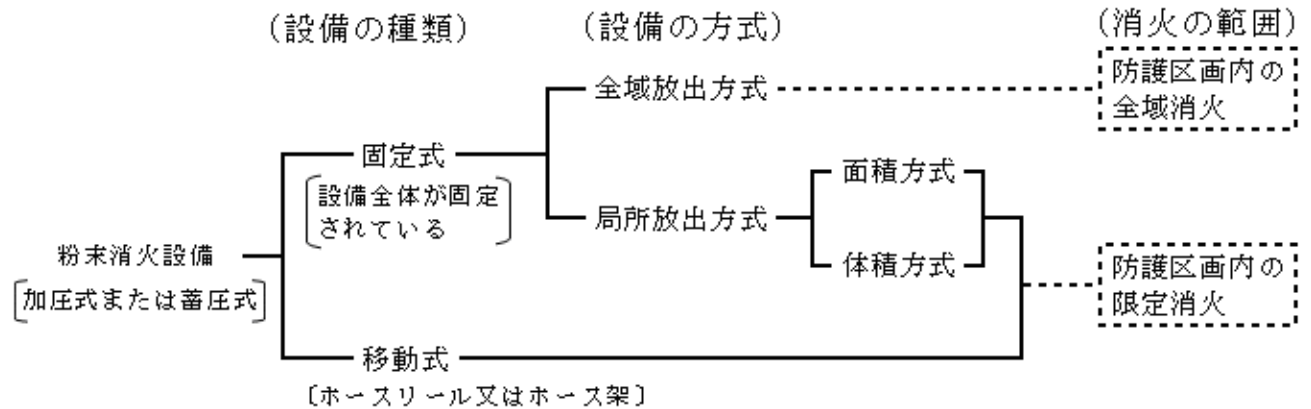 (設備の種類) (設備の方式) (消火の範囲)
全域放出方式
防護区画内の
全域消火
固定式
設備全体が固定
されている
面積方式
局所放出方式
体積方式
粉末消火設備
加圧式または蓄圧式
防護区画内の
限定消火
移動式
〔ホースリール又はホース架〕